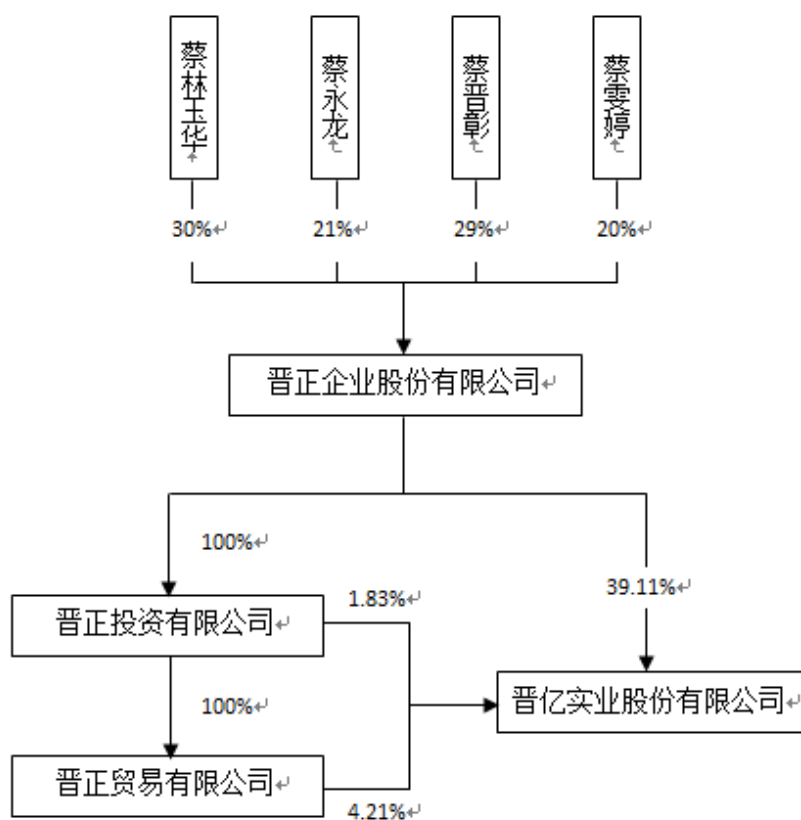 蔡林玉华
蔡永龙
蔡晋彰
蔡雯婷
30%
21%
29%
20%
晋正企业股份有限公司
100%
39.11%
晋正投资有限公司
1.83%
晋亿实业股份有限公司
100%
晋正贸易有限公司
4.21%